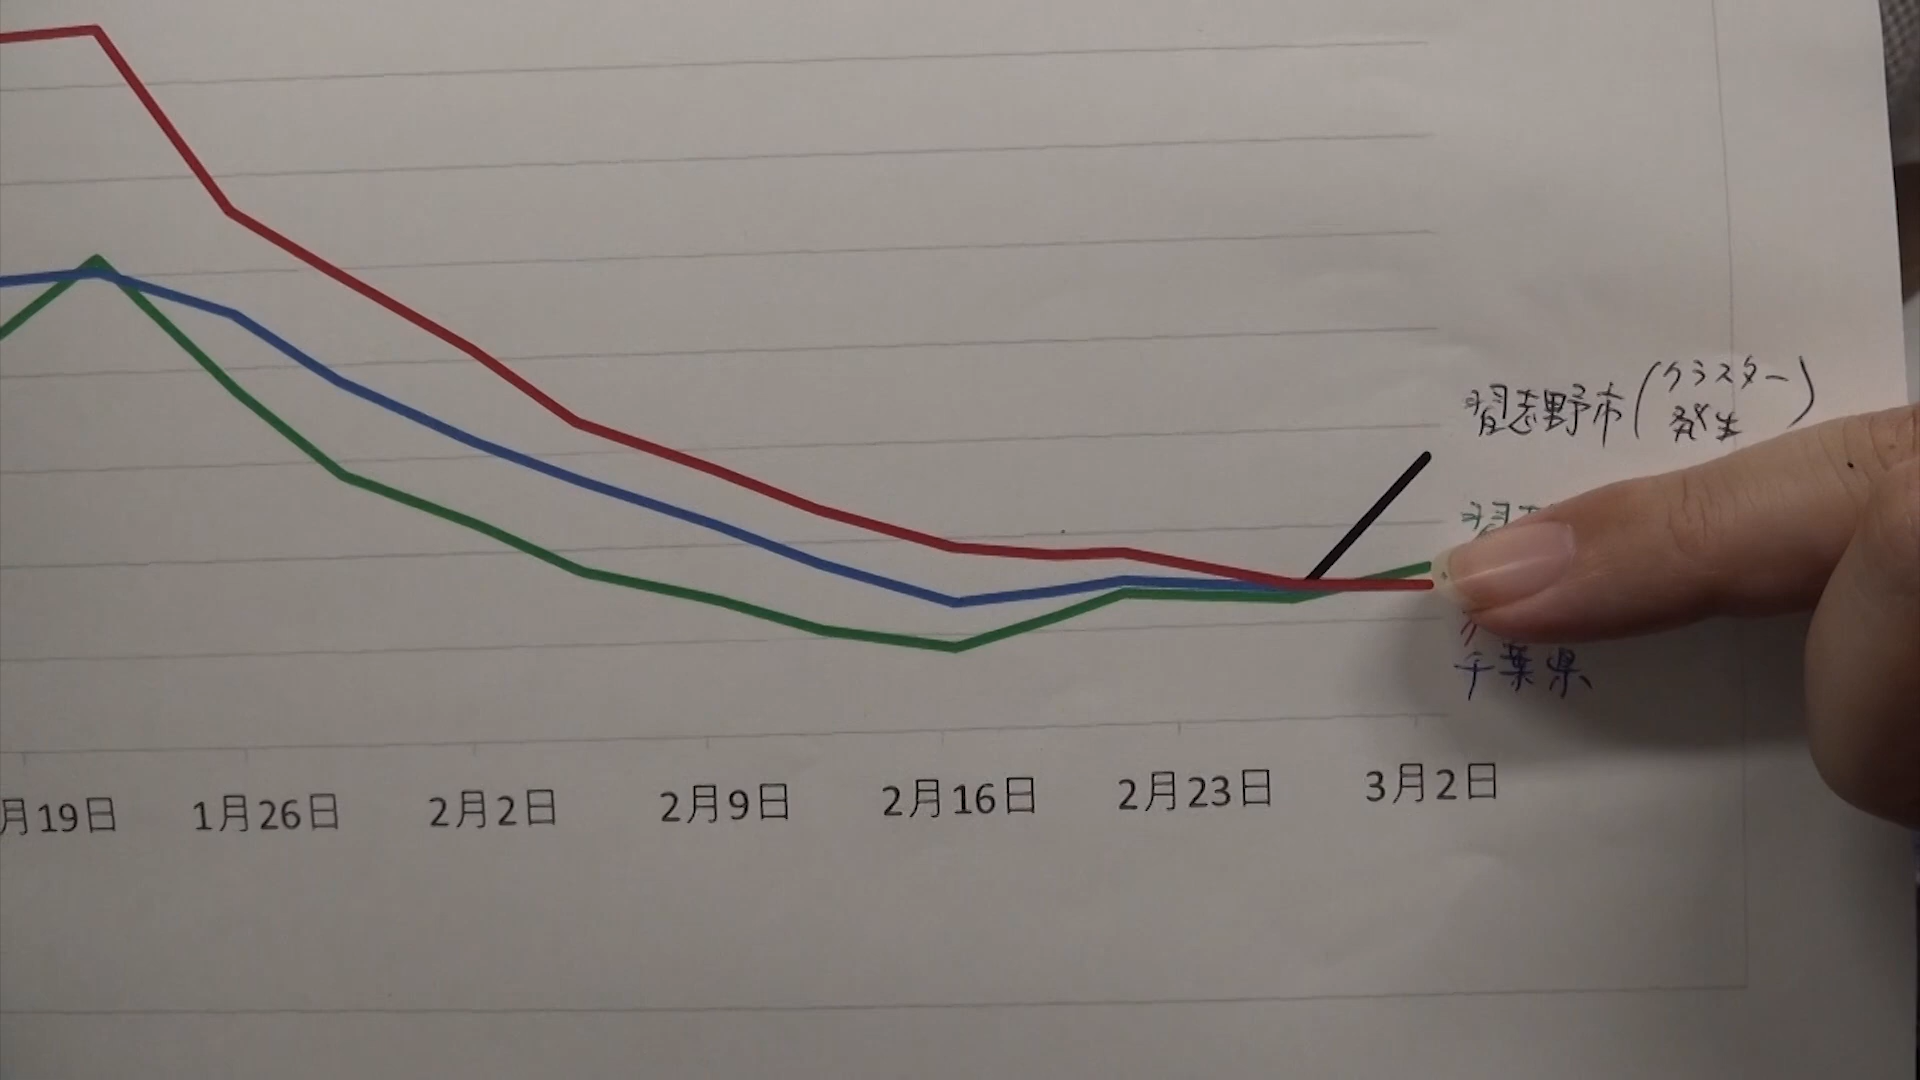 習志野市(クラスター
発生)
習志
千葉県
月19日 1月26日 2月2日 2月9日 2月16日 2月23日 3月2日